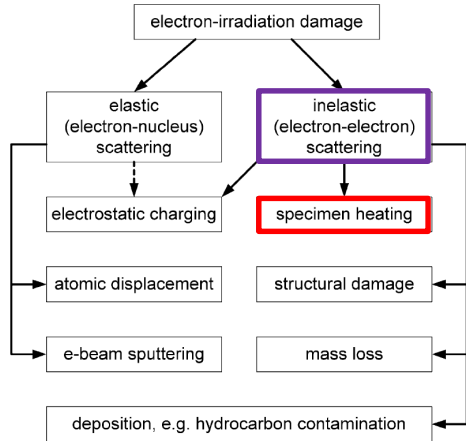 electron-irradiation damage
elastic
(electron-nucleus)
scattering
inelastic
(electron-electron)
scattering
electrostatic charging
specimen heating
atomic displacement
structural damage
e-beam sputtering
mass loss
deposition, e.g. hydrocarbon contamination